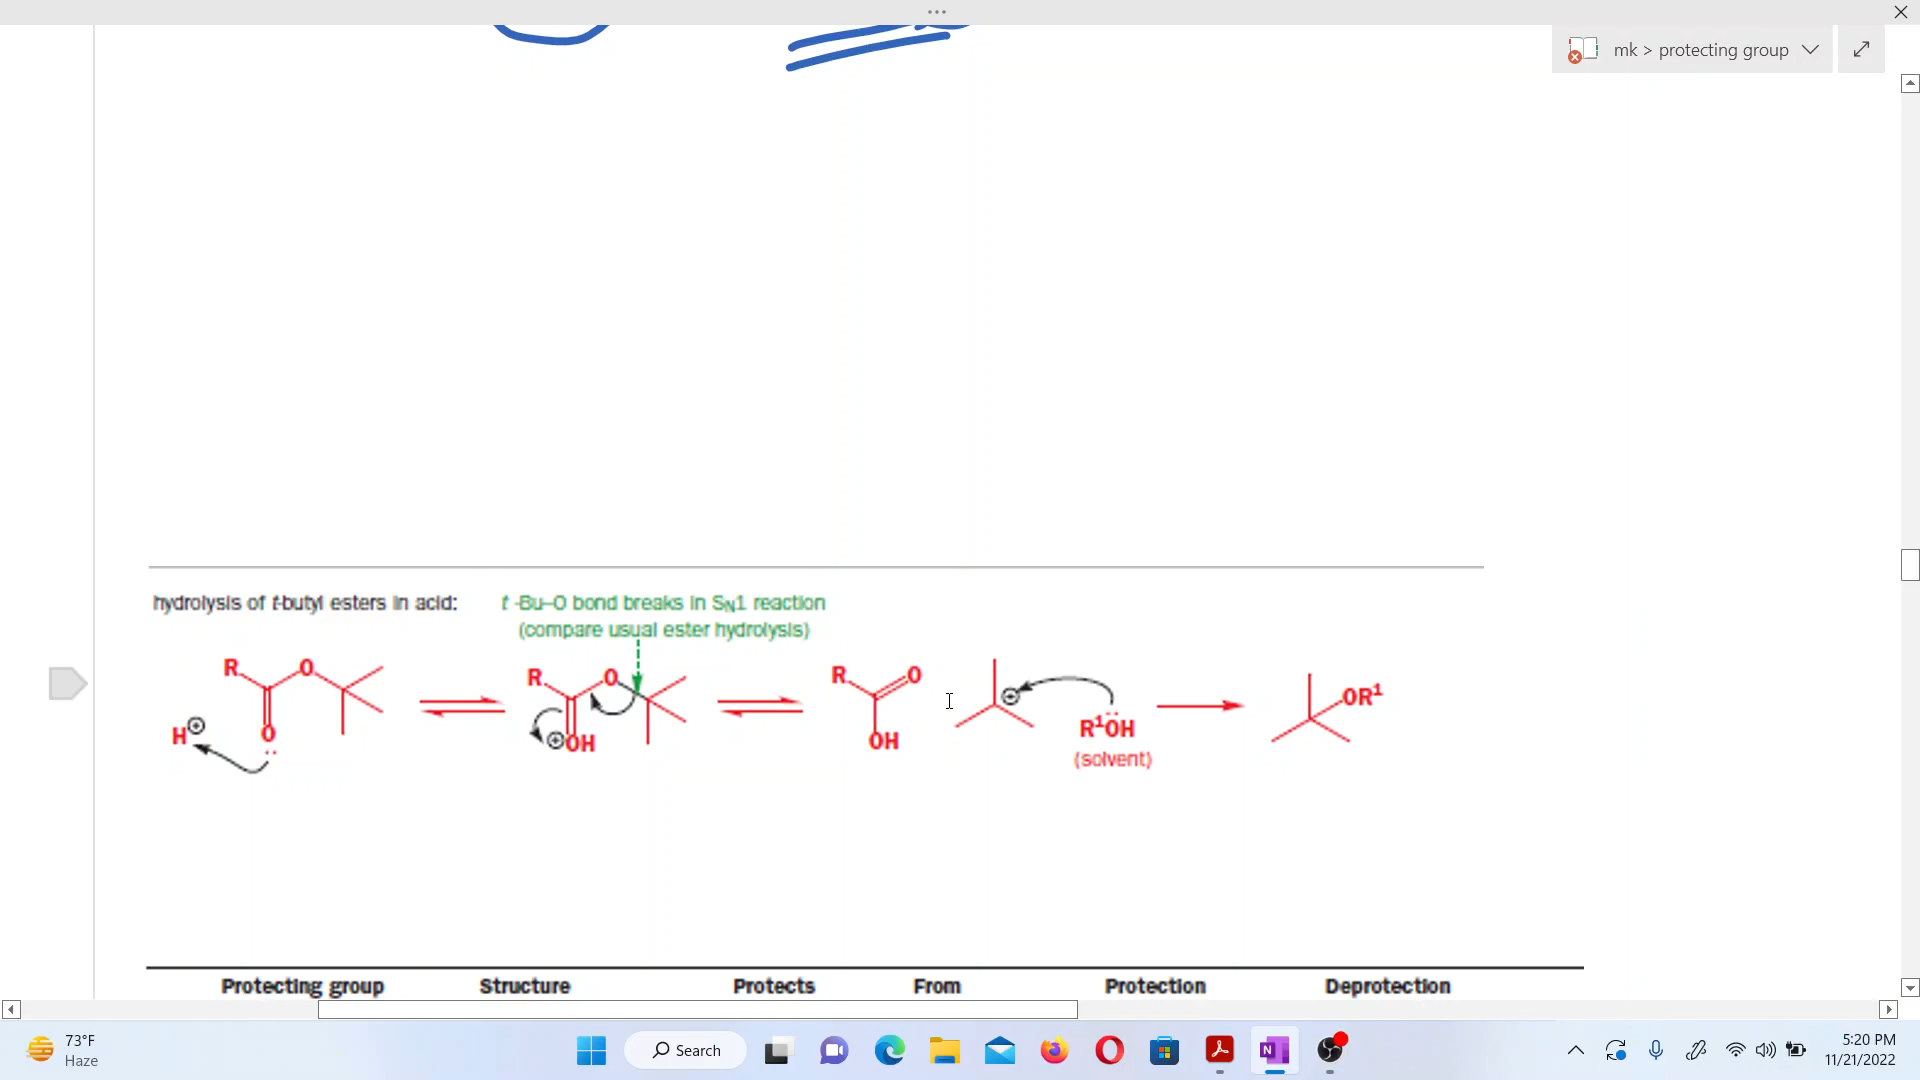 mk > protecting group
hydrolysis of t-butyl esters in acid:
t -Bu–O bond breaks in SN1 reaction
(compare usual ester hydrolysis)
R O O H⊕
R O ⊕OH
R O OH
⊕
R¹ÖH
(solvent)
OR¹
Protecting group Structure Protects From Protection Deprotection
73°F
Haze
Search
5:20 PM
11/21/2022